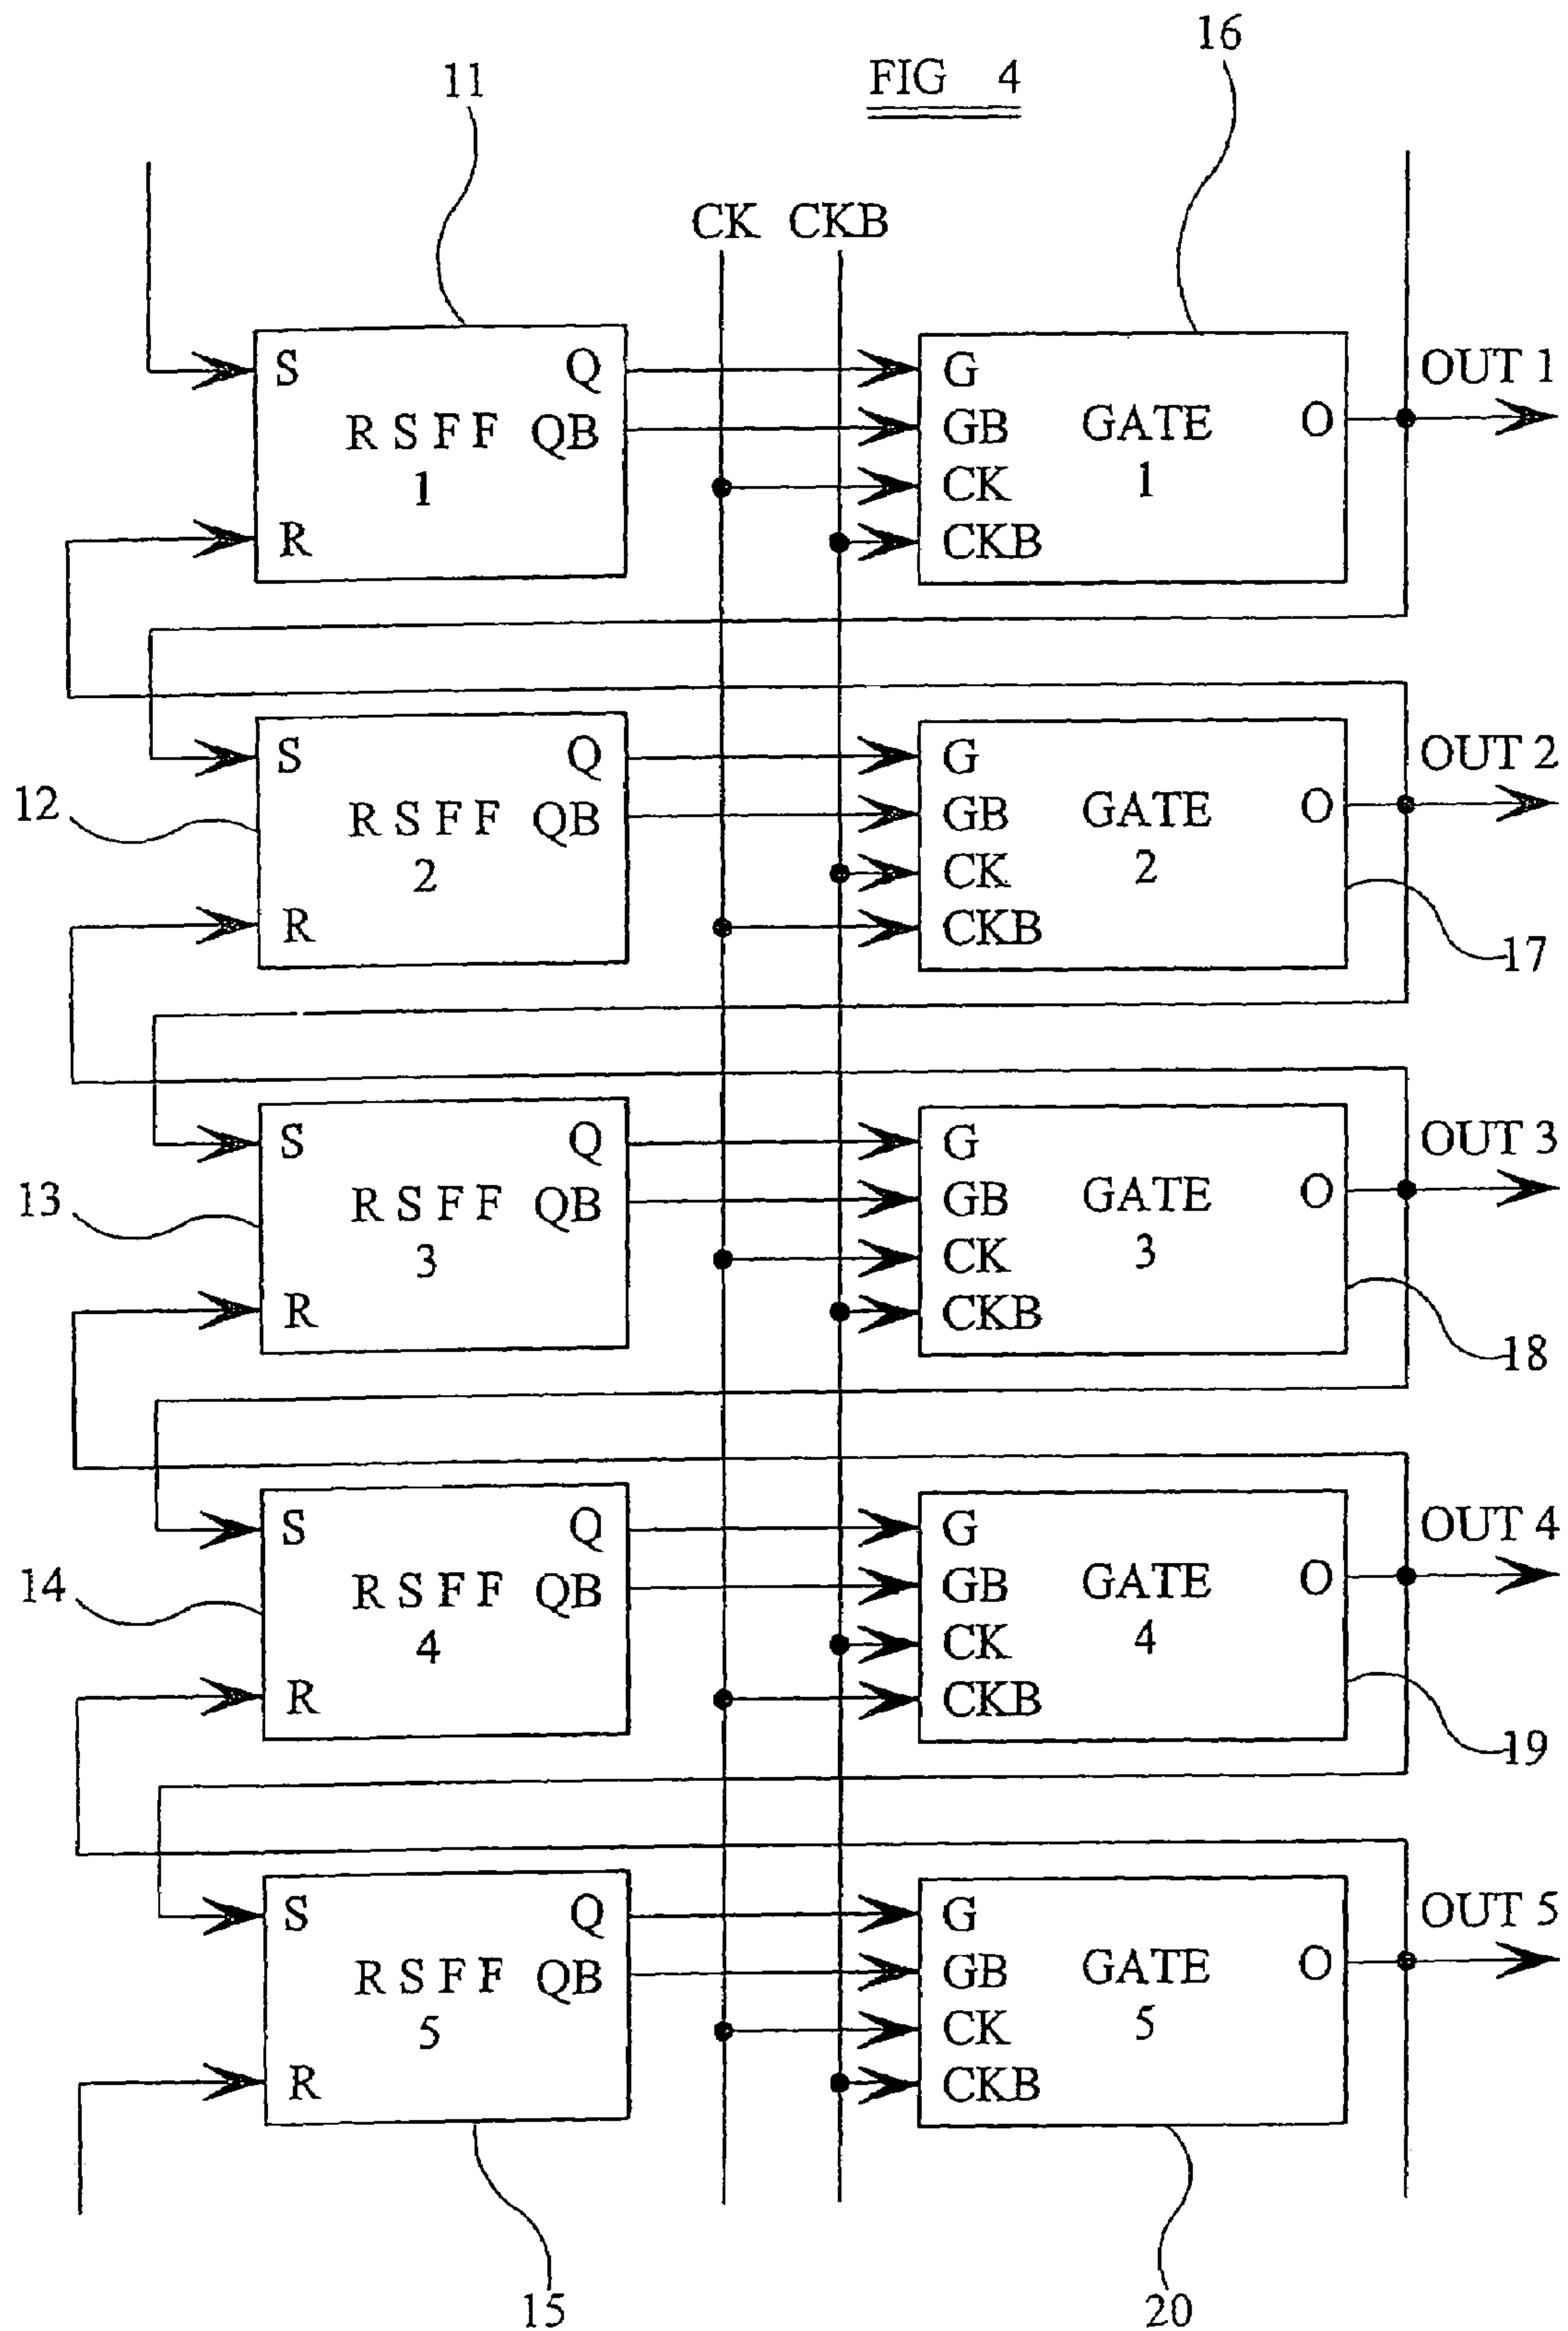 16
FIG 4
11
CK CKB
S Q G OUT 1
R S F F QB GB GATE O
1 CK 1
R CKB
S Q G OUT 2
12 R S F F QB GB GATE O
2 CK 2
R CKB 17
S Q G OUT 3
13 R S F F QB GB GATE O
3 CK 3
R CKB 18
S Q G OUT 4
14 R S F F QB GB GATE O
4 CK 4
R CKB 19
S Q G OUT 5
R S F F QB GB GATE O
5 CK 5
R CKB
15 20